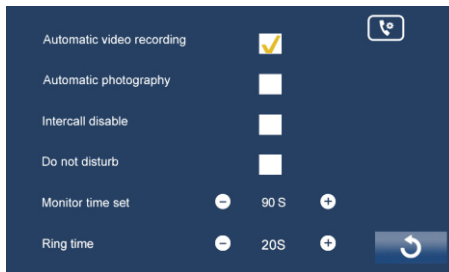 Automatic video recording
Automatic photography
Intercall disable
Do not disturb
Monitor time set - 90 S +
Ring time - 20S +